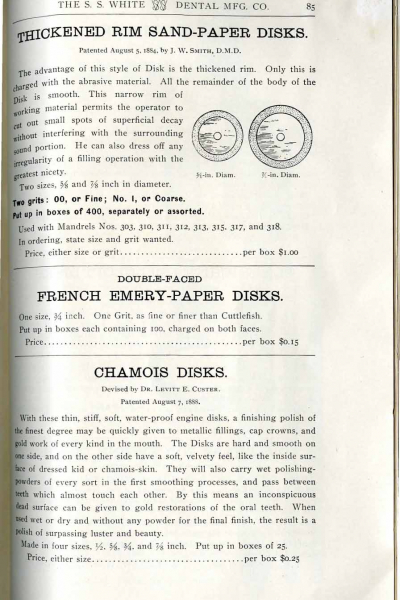 THE S. S. WHITE DENTAL MFG. CO. 85
THICKENED RIM SAND-PAPER DISKS.
Patented August 5, 1884, by J. W. SMITH, D.M.D.
The advantage of this style of Disk is the thickened rim. Only this is
charged with the abrasive material. All the remainder of the body of the
Disk is smooth. This narrow rim of
working material permits the operator to
cut out small spots of superficial decay
without interfering with the surrounding
sound portion. He can also dress off any
irregularity of a filling operation with the
greatest nicety.
Two sizes, ⅝ and ⅞ inch in diameter.
⅝-in. Diam. ⅞-in. Diam.
Two grits: 00, or Fine; No. I, or Coarse.
Put up in boxes of 400, separately or assorted.
Used with Mandrels Nos. 303, 310, 311, 312, 313, 315, 317, and 318.
In ordering, state size and grit wanted.
Price, either size or grit..............................per box $1.00
DOUBLE-FACED
FRENCH EMERY-PAPER DISKS.
One size, ¾ inch. One Grit, as fine or finer than Cuttlefish.
Put up in boxes each containing 100, charged on both faces.
Price..................................................per box $0.15
CHAMOIS DISKS.
Devised by DR. LEVITT E. CUSTER.
Patented August 7, 1888.
With these thin, stiff, soft, water-proof engine disks, a finishing polish of
the finest degree may be quickly given to metallic fillings, cap crowns, and
gold work of every kind in the mouth. The Disks are hard and smooth on
one side, and on the other side have a soft, velvety feel, like the inside sur-
face of dressed kid or chamois-skin. They will also carry wet polishing-
powders of every sort in the first smoothing processes, and pass between
teeth which almost touch each other. By this means an inconspicuous
dead surface can be given to gold restorations of the oral teeth. When
used wet or dry and without any powder for the final finish, the result is a
polish of surpassing luster and beauty.
Made in four sizes, ½, ⅝, ¾, and ⅞ inch. Put up in boxes of 25.
Price, either size......................................per box $0.25